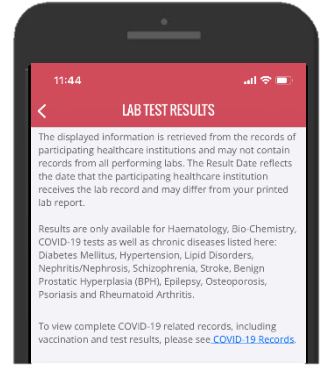 11:44
LAB TEST RESULTS
The displayed information is retrieved from the records of
participating healthcare institutions and may not contain
records from all performing labs. The Result Date reflects
the date that the participating healthcare institution
receives the lab record and may differ from your printed
lab report.
Results are only available for Haematology, Bio-Chemistry,
COVID-19 tests as well as chronic diseases listed here:
Diabetes Mellitus, Hypertension, Lipid Disorders,
Nephritis/Nephrosis, Schizophrenia, Stroke, Benign
Prostatic Hyperplasia (BPH), Epilepsy, Osteoporosis,
Psoriasis and Rheumatoid Arthritis.
To view complete COVID-19 related records, including
vaccination and test results, please see COVID-19 Records.